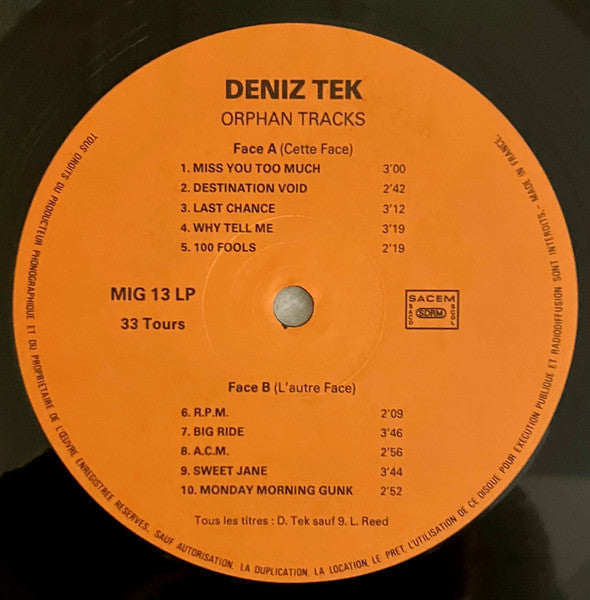 DENIZ TEK
ORPHAN TRACKS
Face A (Cette Face)
1. MISS YOU TOO MUCH 3'00
2. DESTINATION VOID 2'42
3. LAST CHANCE 3'12
4. WHY TELL ME 3'19
5. 100 FOOLS 2'19
MIG 13 LP
33 Tours
SACEM
SACD SDRM SCDL
Face B (L'autre Face)
6. R.P.M. 2'09
7. BIG RIDE 3'46
8. A.C.M. 2'56
9. SWEET JANE 3'44
10. MONDAY MORNING GUNK 2'52
Tous les titres : D. Tek sauf 9. L. Reed
TOUS DROITS DU PRODUCTEUR PHONOGRAPHIQUE ET DU PROPRIETAIRE DE L'ŒUVRE ENREGISTREE RESERVES. SAUF AUTORISATION, LA DUPLICATION, LA LOCATION, LE PRET, L'UTILISATION DE CE DISQUE POUR EXECUTION PUBLIQUE ET RADIODIFFUSION SONT INTERDITS. - MADE IN FRANCE.